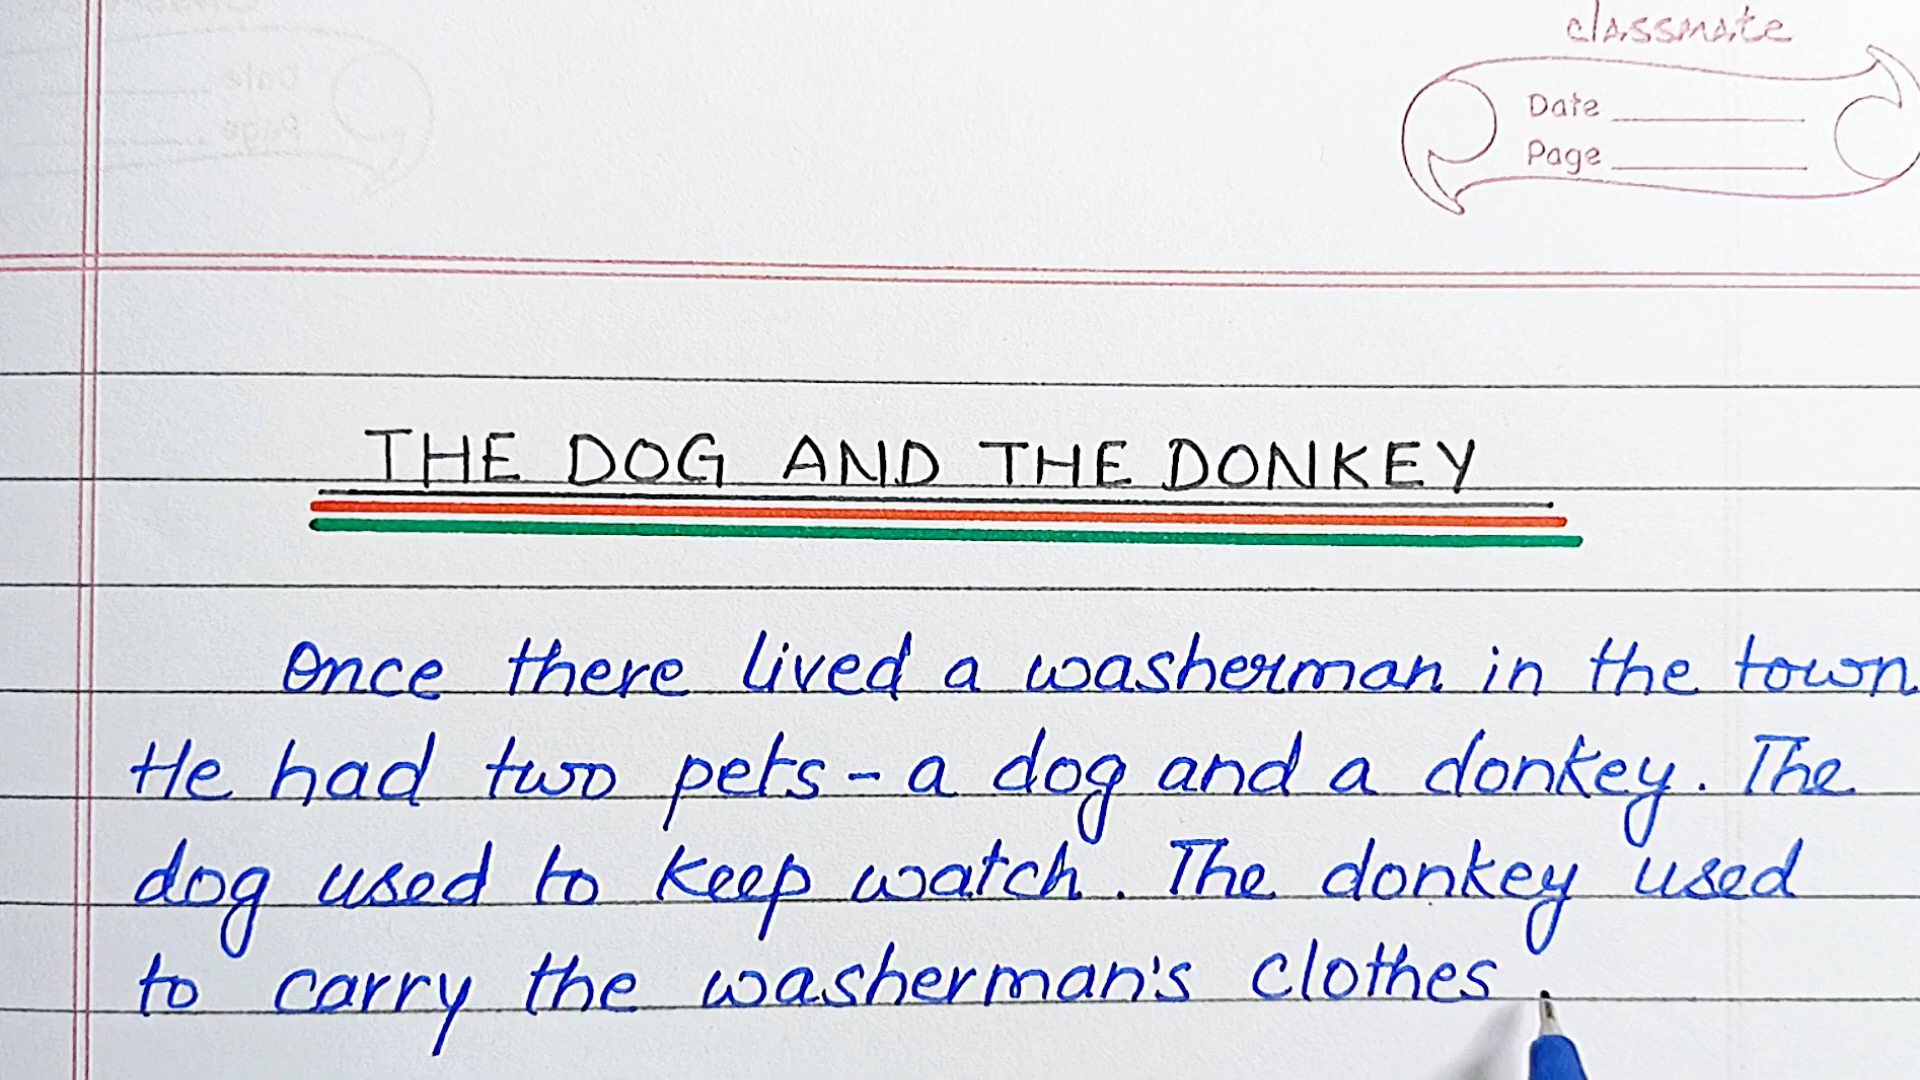 classmate
Date
Page
THE DOG AND THE DONKEY
Once there lived a washerman in the town.
He had two pets - a dog and a donkey. The
dog used to keep watch. The donkey used
to carry the washerman's clothes.